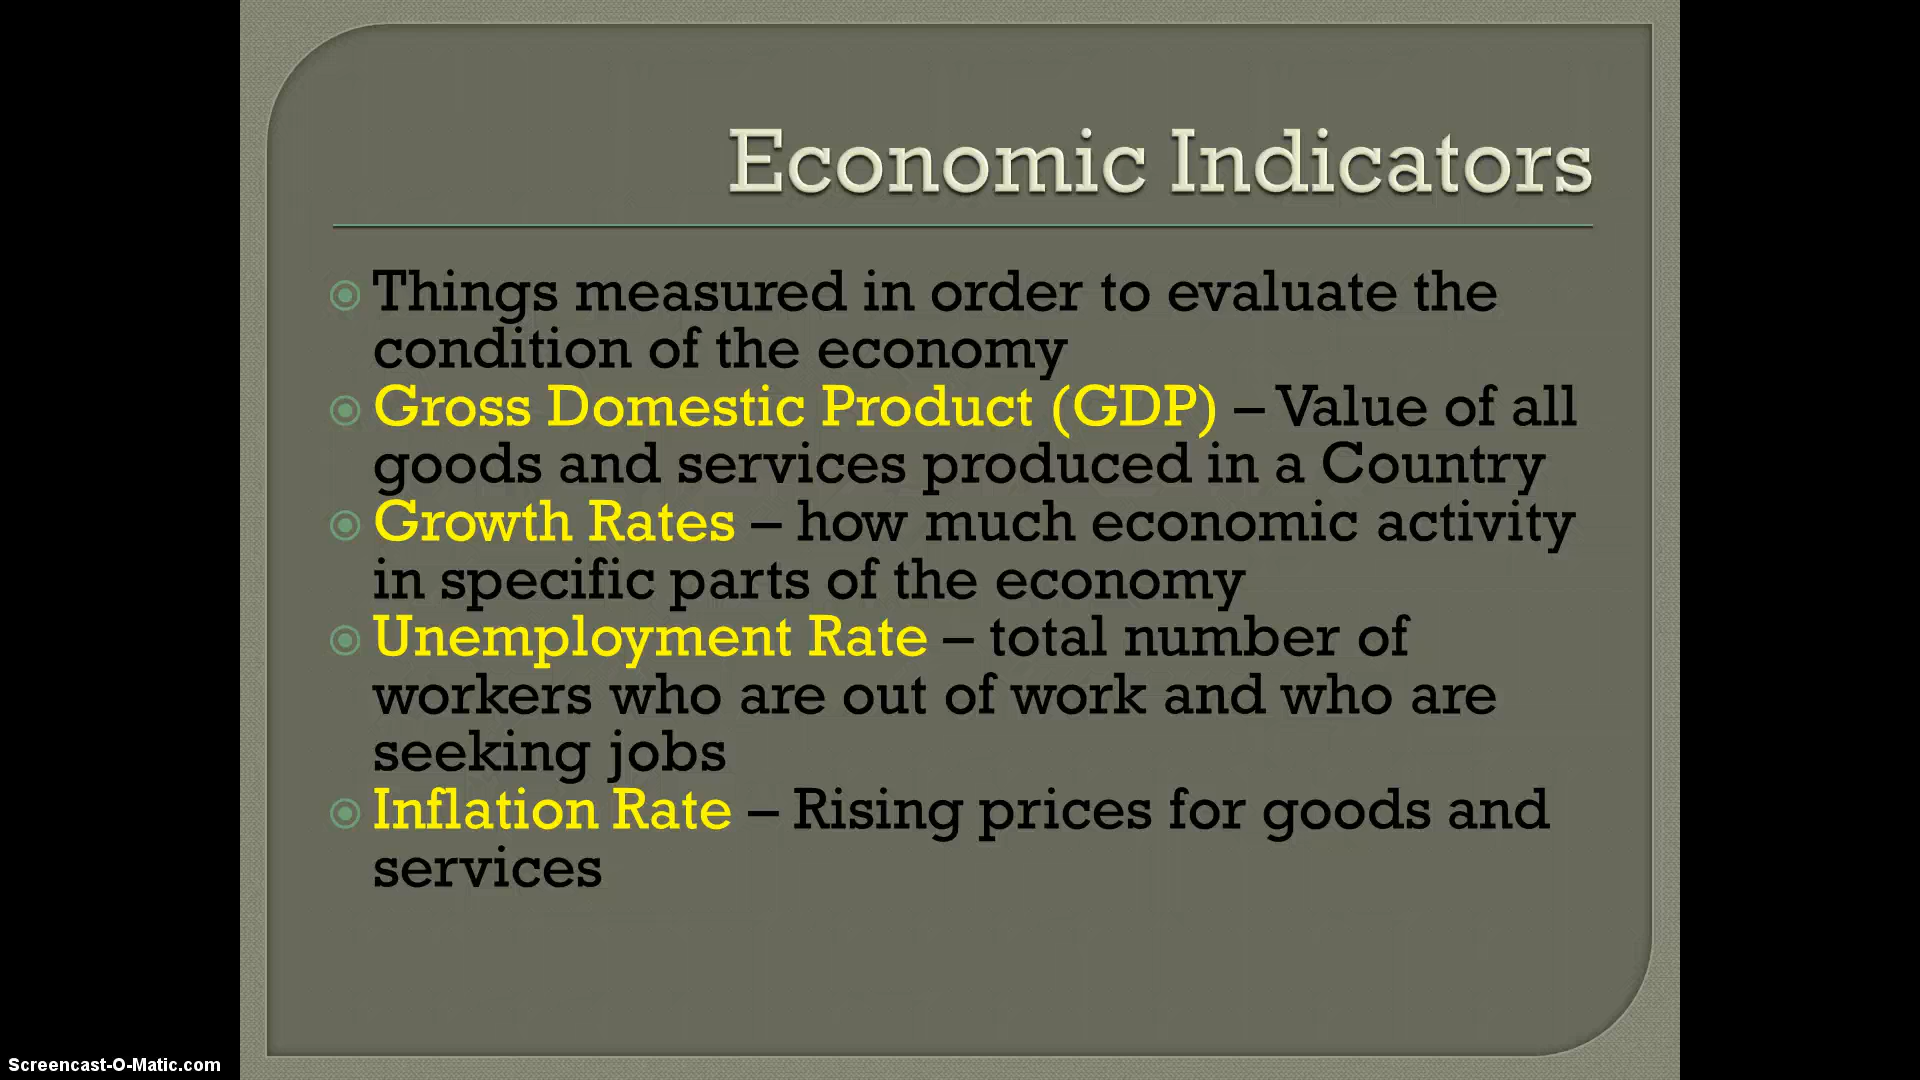 Economic Indicators
Things measured in order to evaluate the
condition of the economy
Gross Domestic Product (GDP) – Value of all
goods and services produced in a Country
Growth Rates – how much economic activity
in specific parts of the economy
Unemployment Rate – total number of
workers who are out of work and who are
seeking jobs
Inflation Rate – Rising prices for goods and
services
Screencast-O-Matic.com